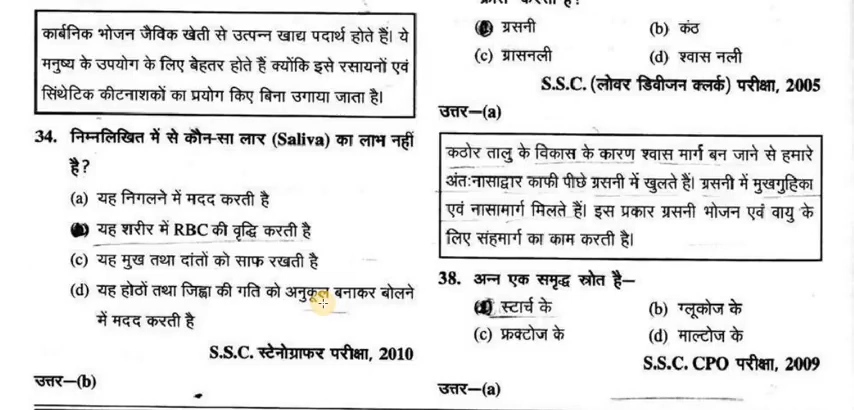 कार्बनिक भोजन जैविक खेती से उत्पन्न खाद्य पदार्थ होते हैं। ये
मनुष्य के उपयोग के लिए बेहतर होते हैं क्योंकि इसे रसायनों एवं
सिंथेटिक कीटनाशकों का प्रयोग किए बिना उगाया जाता है।
34. निम्नलिखित में से कौन-सा लार (Saliva) का लाभ नहीं
है?
(a) यह निगलने में मदद करती है
यह शरीर में RBC की वृद्धि करती है
(c) यह मुख तथा दांतों को साफ रखती है
(d) यह होठों तथा जिह्वा की गति को अनुकूल बनाकर बोलने
में मदद करती है
S.S.C. स्टेनोग्राफर परीक्षा, 2010
उत्तर–(b)
ग्रसनी (b) कंठ
(c) ग्रासनली (d) श्वास नली
S.S.C. (लोवर डिवीजन क्लर्क) परीक्षा, 2005
उत्तर–(a)
कठोर तालु के विकास के कारण श्वास मार्ग बन जाने से हमारे
अंतःनासाद्वार काफी पीछे ग्रसनी में खुलते हैं। ग्रसनी में मुखगुहिका
एवं नासामार्ग मिलते हैं। इस प्रकार ग्रसनी भोजन एवं वायु के
लिए संहमार्ग का काम करती है।
38. अन्न एक समृद्ध स्रोत है–
स्टार्च के (b) ग्लूकोज के
(c) फ्रक्टोज के (d) माल्टोज के
S.S.C. CPO परीक्षा, 2009
उत्तर–(a)